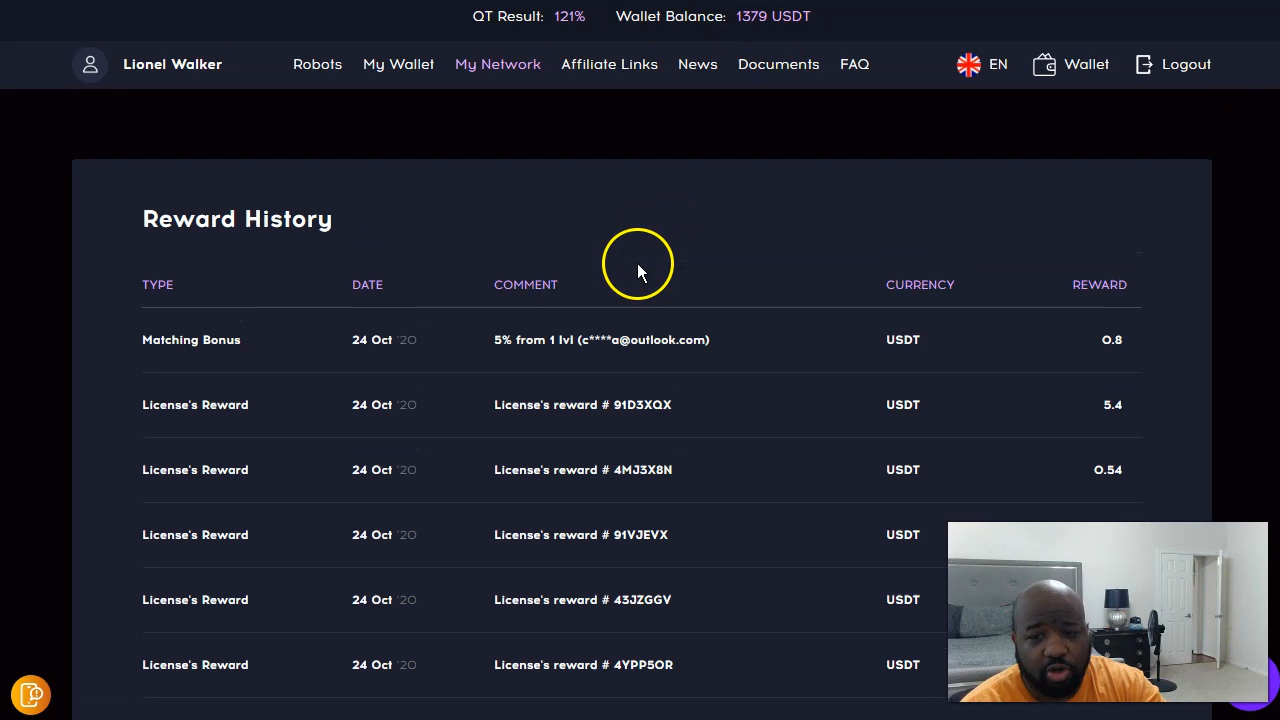 QT Result: 121% Wallet Balance: 1379 USDT
Lionel Walker Robots My Wallet My Network Affiliate Links News Documents FAQ EN Wallet Logout
Reward History
TYPE DATE COMMENT CURRENCY REWARD
Matching Bonus 24 Oct '20 5% from 1 lvl (c****a@outlook.com) USDT 0.8
License's Reward 24 Oct '20 License's reward # 91D3XQX USDT 5.4
License's Reward 24 Oct '20 License's reward # 4MJ3X8N USDT 0.54
License's Reward 24 Oct '20 License's reward # 91VJEVX USDT
License's Reward 24 Oct '20 License's reward # 43JZGGV USDT
License's Reward 24 Oct '20 License's reward # 4YPP5OR USDT